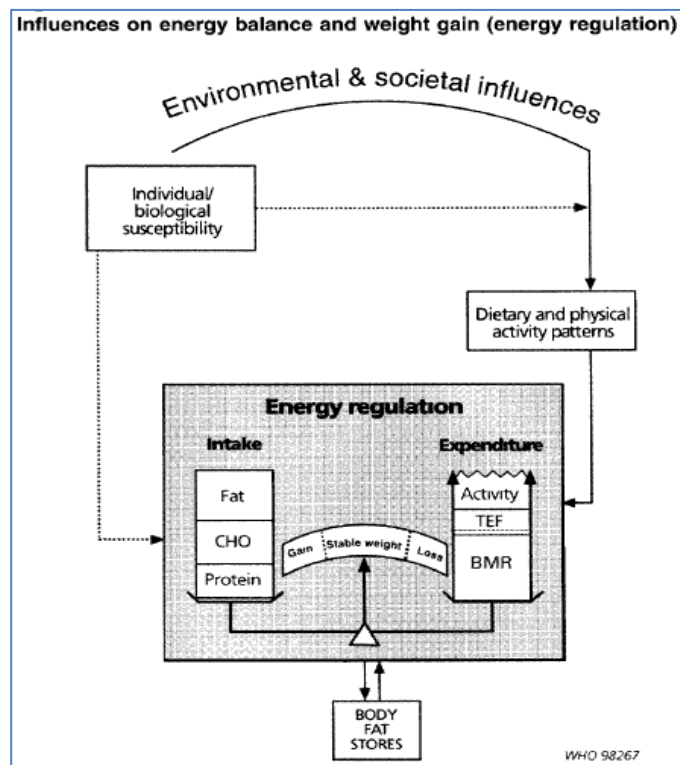 Influences on energy balance and weight gain (energy regulation)
Environmental & societal influences
Individual/
biological
susceptibility
Dietary and physical
activity patterns
Energy regulation
Intake
Expenditure
Fat
CHO
Protein
Gain
Stable weight
Loss
Activity
TEF
BMR
BODY
FAT
STORES
WHO 98267